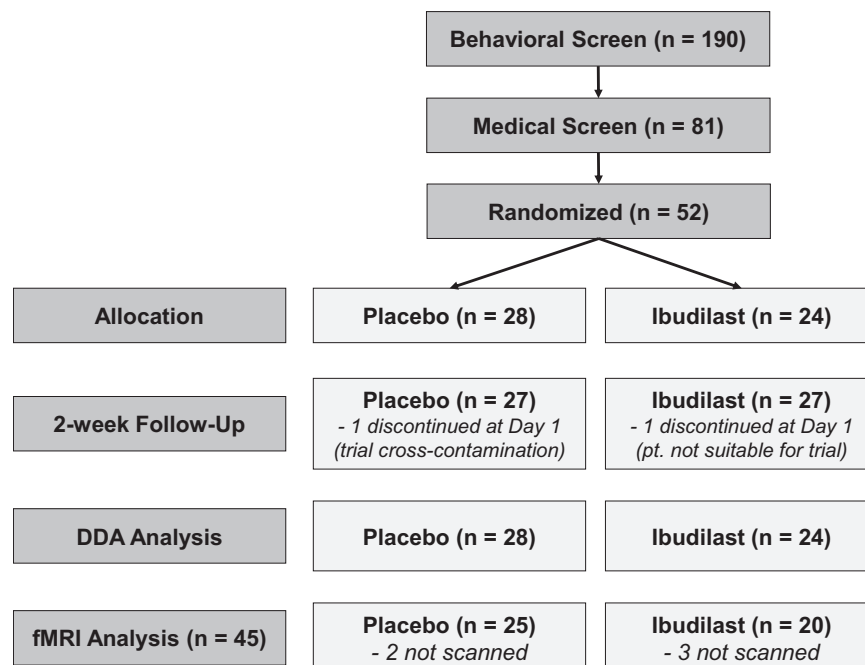 Behavioral Screen (n = 190)
Medical Screen (n = 81)
Randomized (n = 52)
Allocation
Placebo (n = 28)
Ibudilast (n = 24)
2-week Follow-Up
Placebo (n = 27)
- 1 discontinued at Day 1
(trial cross-contamination)
Ibudilast (n = 27)
- 1 discontinued at Day 1
(pt. not suitable for trial)
DDA Analysis
Placebo (n = 28)
Ibudilast (n = 24)
fMRI Analysis (n = 45)
Placebo (n = 25)
- 2 not scanned
Ibudilast (n = 20)
- 3 not scanned